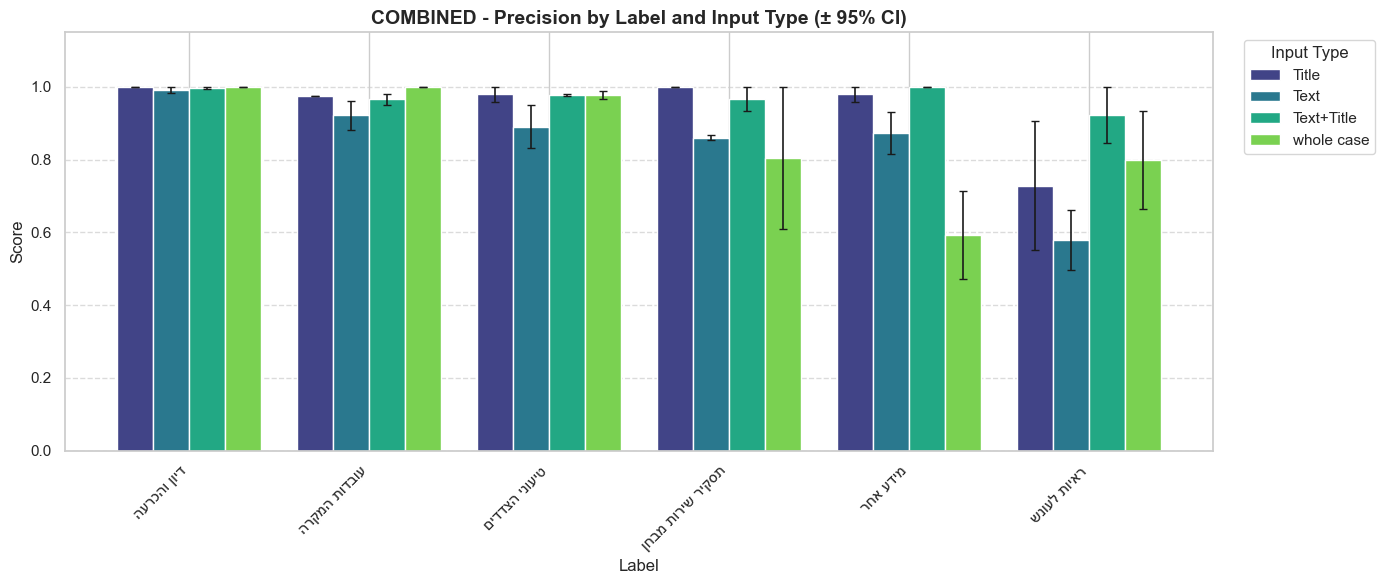 COMBINED - Precision by Label and Input Type (± 95% CI)
Input Type
Title
Text
Text+Title
whole case
Score
1.0
0.8
0.6
0.4
0.2
0.0
דיון והכרעה
עובדות המקרה
טיעוני הצדדים
תסקיר שירות מבחן
מידע אחר
ראיות לעונש
Label